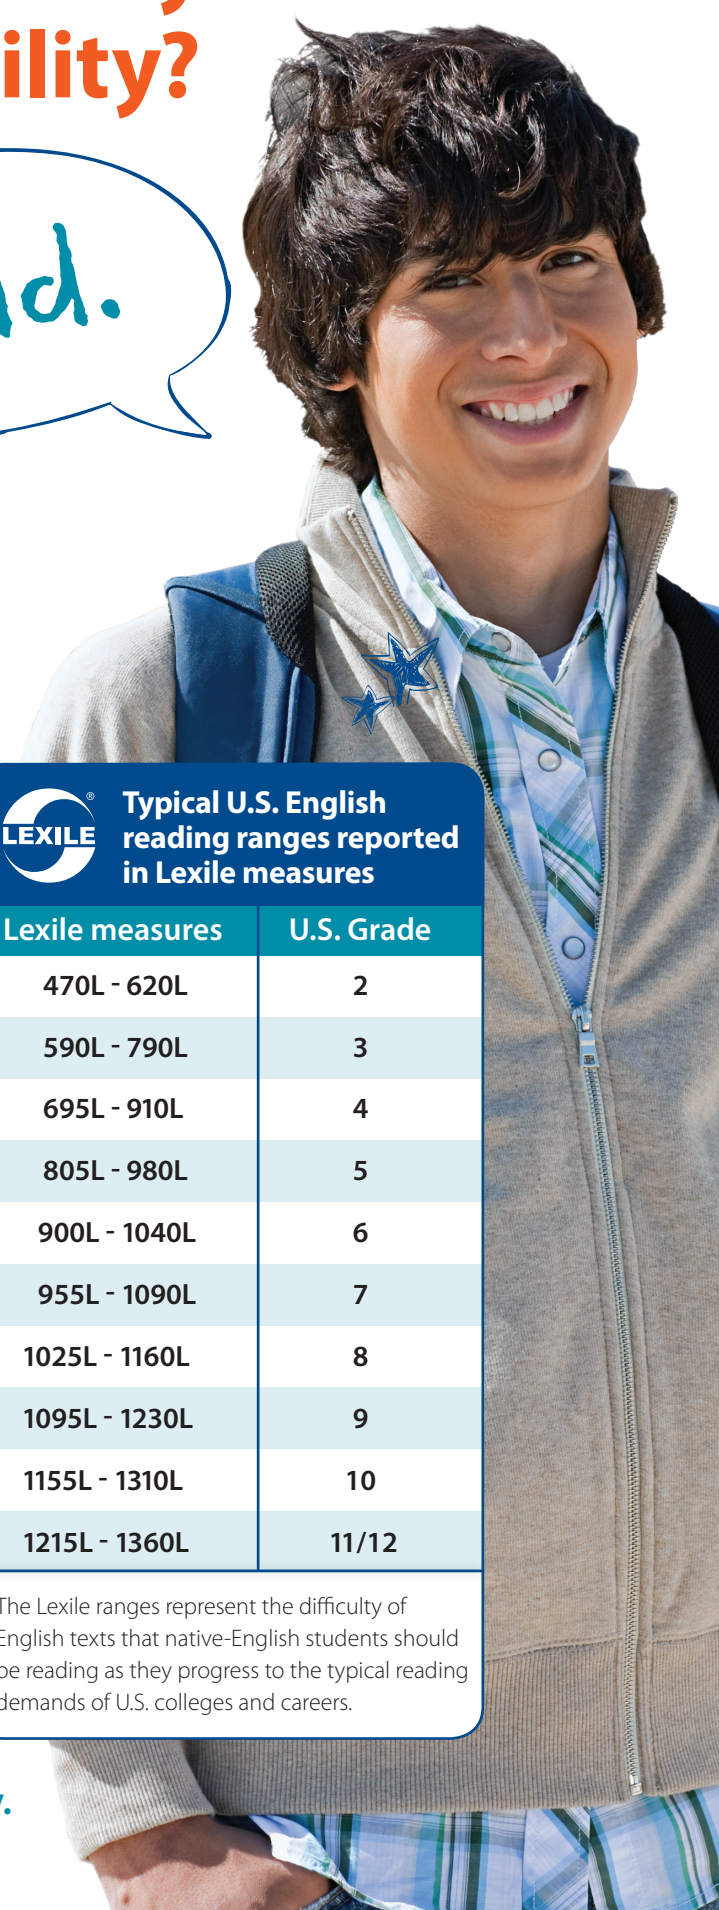 ility?
d.
LEXILE®
Typical U.S. English
reading ranges reported
in Lexile measures
Lexile measures U.S. Grade
470L - 620L 2
590L - 790L 3
695L - 910L 4
805L - 980L 5
900L - 1040L 6
955L - 1090L 7
1025L - 1160L 8
1095L - 1230L 9
1155L - 1310L 10
1215L - 1360L 11/12
The Lexile ranges represent the difficulty of
English texts that native-English students should
be reading as they progress to the typical reading
demands of U.S. colleges and careers.